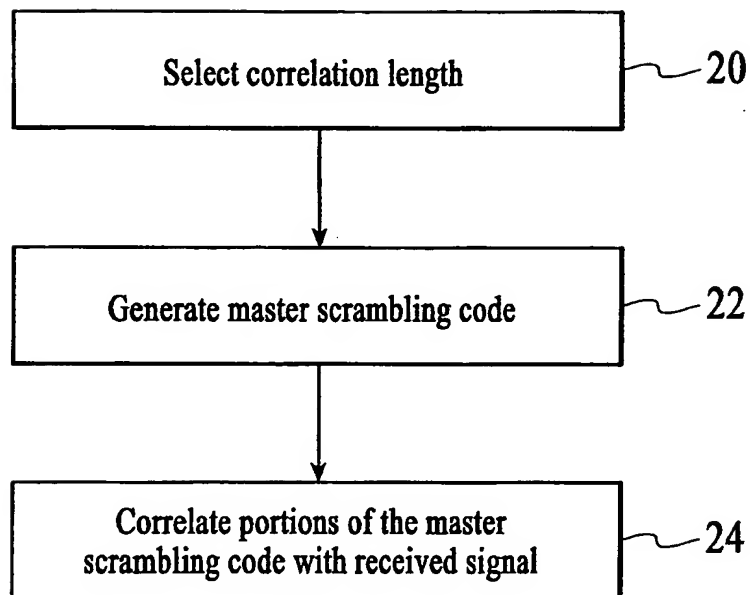 Select correlation length
20
Generate master scrambling code
22
Correlate portions of the master
scrambling code with received signal
24